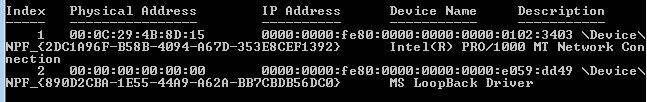 Index   Physical Address        IP Address      Device Name     Description
-----   ----------------        ----------      -----------     -----------
    1   00:0C:29:4B:8D:15       0000:0000:fe80:0000:0000:0000:0102:3403 \Device\
NPF_{2DC1A96F-B58B-4094-A67D-353E8CEF1392}      Intel(R) PRO/1000 MT Network Con
nection
    2   00:00:00:00:00:00       0000:0000:fe80:0000:0000:0000:e059:dd49 \Device\
NPF_{890D2CBA-1E55-44A9-A62A-BB7CBDB56DC0}      MS LoopBack Driver